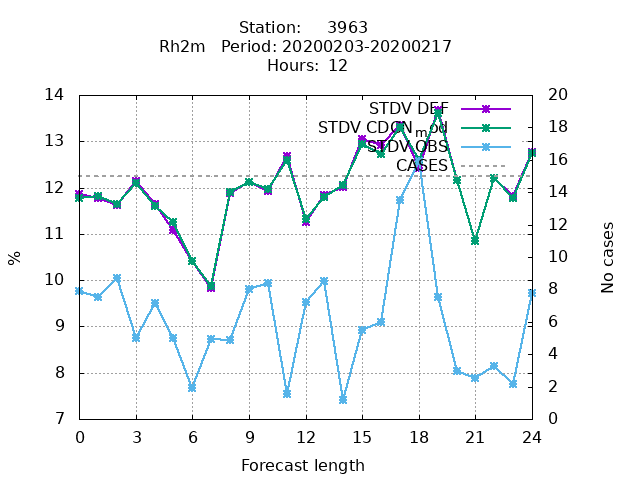 Station: 3963
Rh2m Period: 20200203-20200217
Hours: 12
14
13
12
11
10
9
8
7
%
20
18
16
14
12
10
8
6
4
2
0
No cases
STDV DEF
STDV CDCN_mod
STDV OBS
CASES
0 3 6 9 12 15 18 21 24
Forecast length